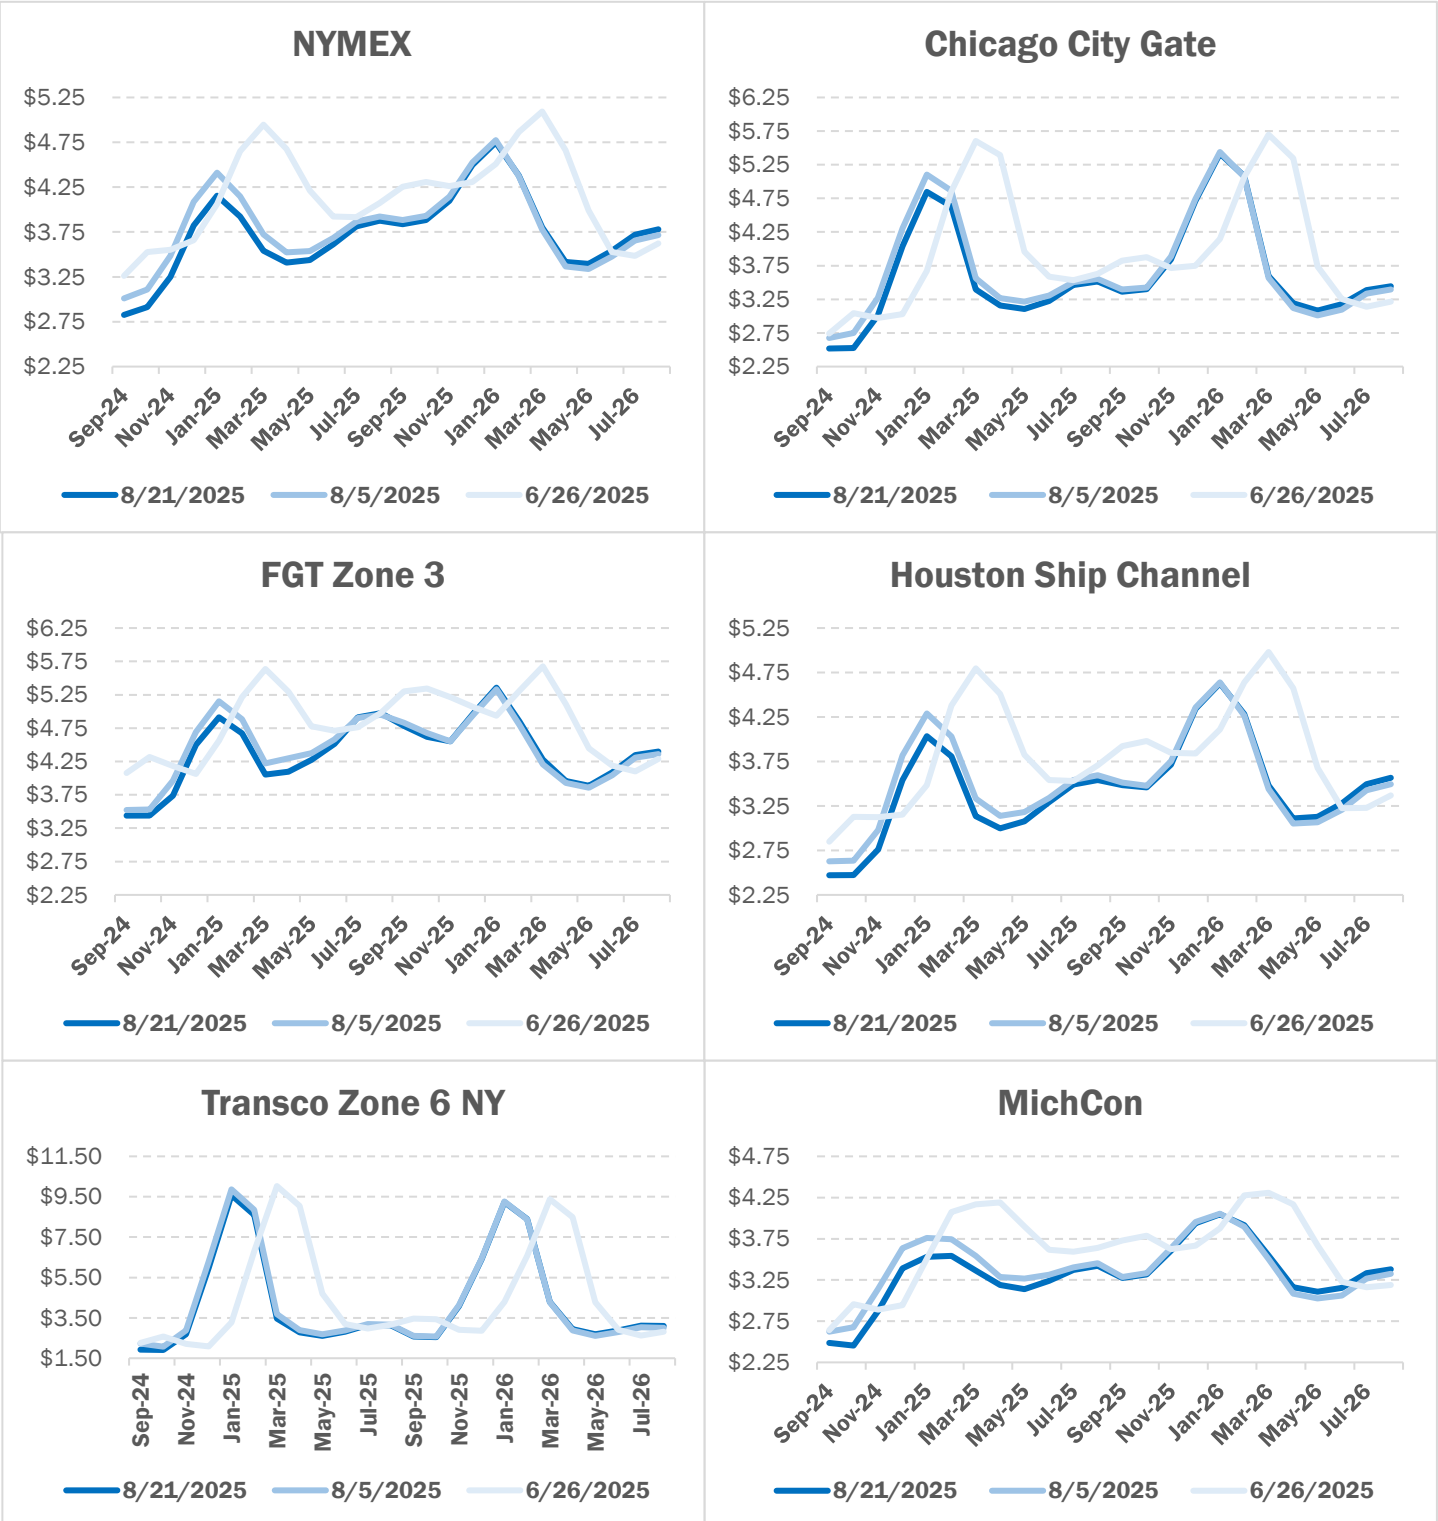 NYMEX
$5.25
$4.75
$4.25
$3.75
$3.25
$2.75
$2.25
Sep-24 Nov-24 Jan-25 Mar-25 May-25 Jul-25 Sep-25 Nov-25 Jan-26 Mar-26 May-26 Jul-26
8/21/2025 8/5/2025 6/26/2025
Chicago City Gate
$6.25
$5.75
$5.25
$4.75
$4.25
$3.75
$3.25
$2.75
$2.25
Sep-24 Nov-24 Jan-25 Mar-25 May-25 Jul-25 Sep-25 Nov-25 Jan-26 Mar-26 May-26 Jul-26
8/21/2025 8/5/2025 6/26/2025
FGT Zone 3
$6.25
$5.75
$5.25
$4.75
$4.25
$3.75
$3.25
$2.75
$2.25
Sep-24 Nov-24 Jan-25 Mar-25 May-25 Jul-25 Sep-25 Nov-25 Jan-26 Mar-26 May-26 Jul-26
8/21/2025 8/5/2025 6/26/2025
Houston Ship Channel
$5.25
$4.75
$4.25
$3.75
$3.25
$2.75
$2.25
Sep-24 Nov-24 Jan-25 Mar-25 May-25 Jul-25 Sep-25 Nov-25 Jan-26 Mar-26 May-26 Jul-26
8/21/2025 8/5/2025 6/26/2025
Transco Zone 6 NY
$11.50
$9.50
$7.50
$5.50
$3.50
$1.50
Sep-24 Nov-24 Jan-25 Mar-25 May-25 Jul-25 Sep-25 Nov-25 Jan-26 Mar-26 May-26 Jul-26
8/21/2025 8/5/2025 6/26/2025
MichCon
$4.75
$4.25
$3.75
$3.25
$2.75
$2.25
Sep-24 Nov-24 Jan-25 Mar-25 May-25 Jul-25 Sep-25 Nov-25 Jan-26 Mar-26 May-26 Jul-26
8/21/2025 8/5/2025 6/26/2025